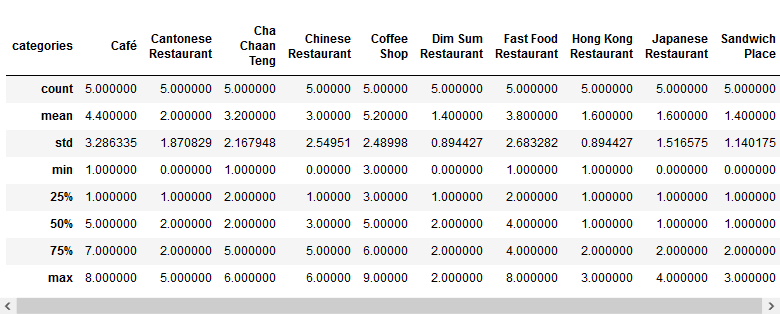 categories Café Cantonese Restaurant Cha Chaan Teng Chinese Restaurant Coffee Shop Dim Sum Restaurant Fast Food Restaurant Hong Kong Restaurant Japanese Restaurant Sandwich Place
count 5.000000 5.000000 5.000000 5.00000 5.00000 5.000000 5.000000 5.000000 5.000000 5.000000
mean 4.400000 2.000000 3.200000 3.00000 5.20000 1.400000 3.800000 1.600000 1.600000 1.400000
std 3.286335 1.870829 2.167948 2.54951 2.48998 0.894427 2.683282 0.894427 1.516575 1.140175
min 1.000000 0.000000 1.000000 0.00000 3.00000 0.000000 1.000000 1.000000 0.000000 0.000000
25% 1.000000 1.000000 2.000000 1.00000 3.00000 1.000000 2.000000 1.000000 1.000000 1.000000
50% 5.000000 2.000000 2.000000 3.00000 5.00000 2.000000 4.000000 1.000000 1.000000 1.000000
75% 7.000000 2.000000 5.000000 5.00000 6.00000 2.000000 4.000000 2.000000 2.000000 2.000000
max 8.000000 5.000000 6.000000 6.00000 9.00000 2.000000 8.000000 3.000000 4.000000 3.000000